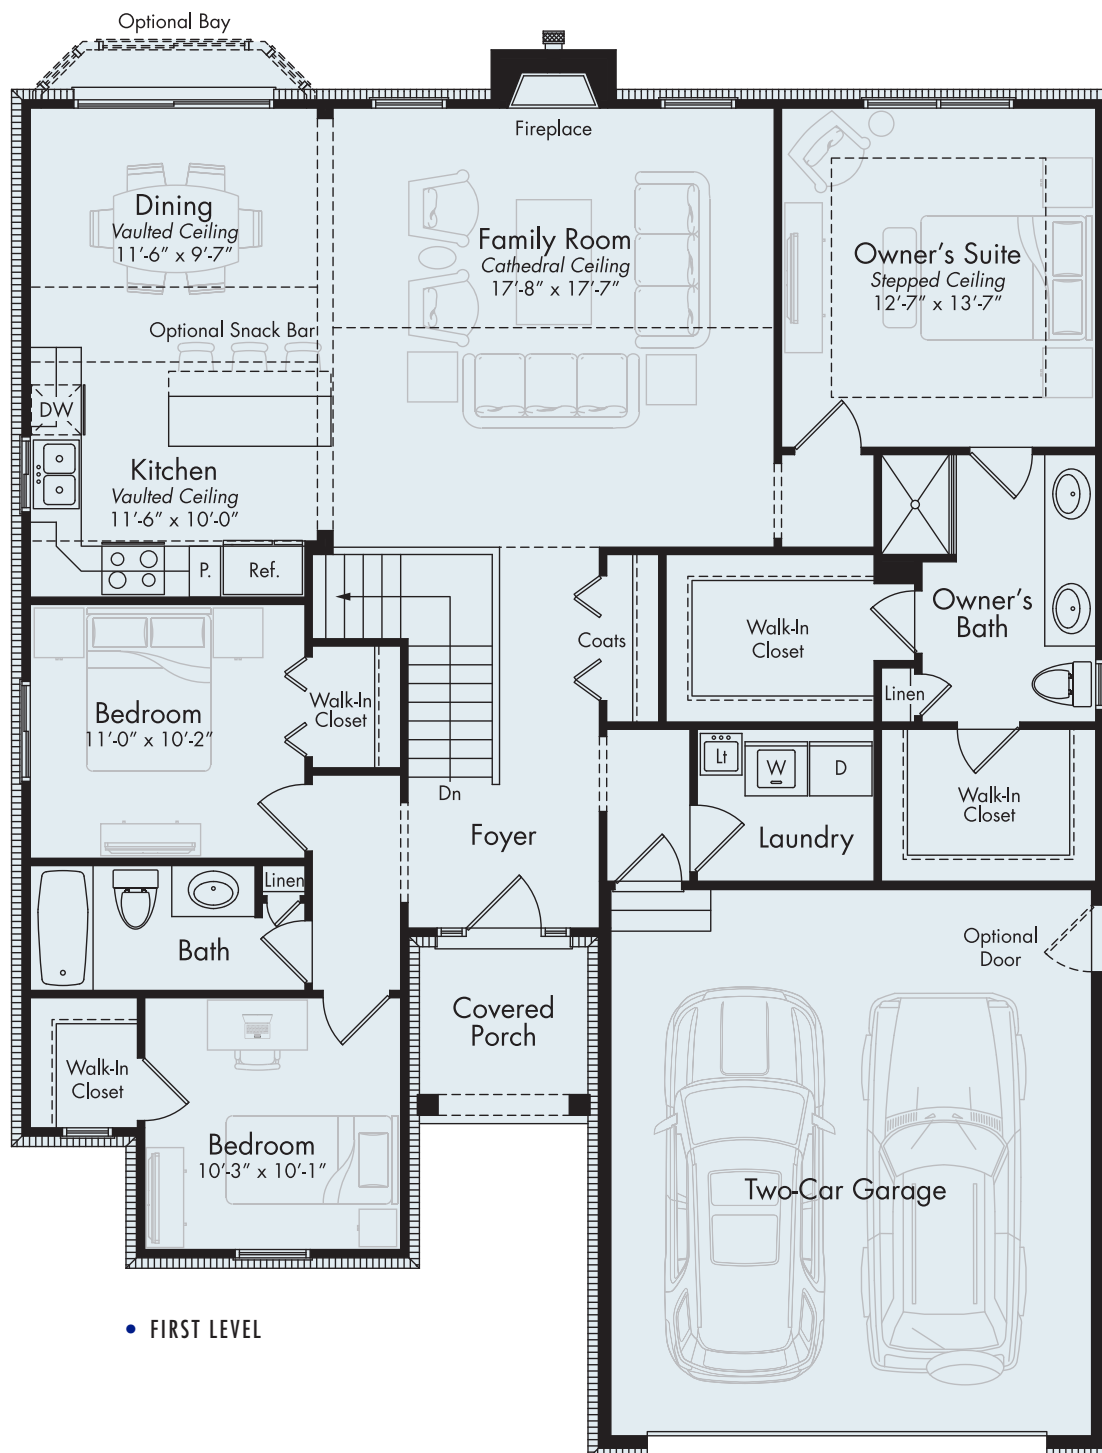 Optional Bay
Fireplace
Dining
Vaulted Ceiling
11'-6" x 9'-7"
Family Room
Cathedral Ceiling
17'-8" x 17'-7"
Owner's Suite
Stepped Ceiling
12'-7" x 13'-7"
Optional Snack Bar
DW
Kitchen
Vaulted Ceiling
11'-6" x 10'-0"
P.
Ref.
Coats
Walk-In
Closet
Owner's
Bath
Linen
Bedroom
11'-0" x 10'-2"
Walk-In
Closet
Dn
Lt
W
D
Laundry
Walk-In
Closet
Foyer
Linen
Bath
Optional
Door
Covered
Porch
Walk-In
Closet
Bedroom
10'-3" x 10'-1"
Two-Car Garage
• FIRST LEVEL